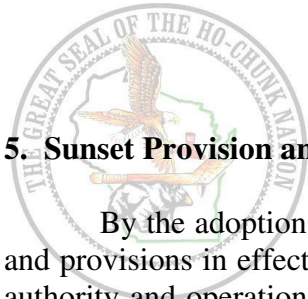 THE GREAT SEAL OF THE HO-CHUNK NATION
5. Sunset Provision an
By the adoption
and provisions in effect
authority and operation